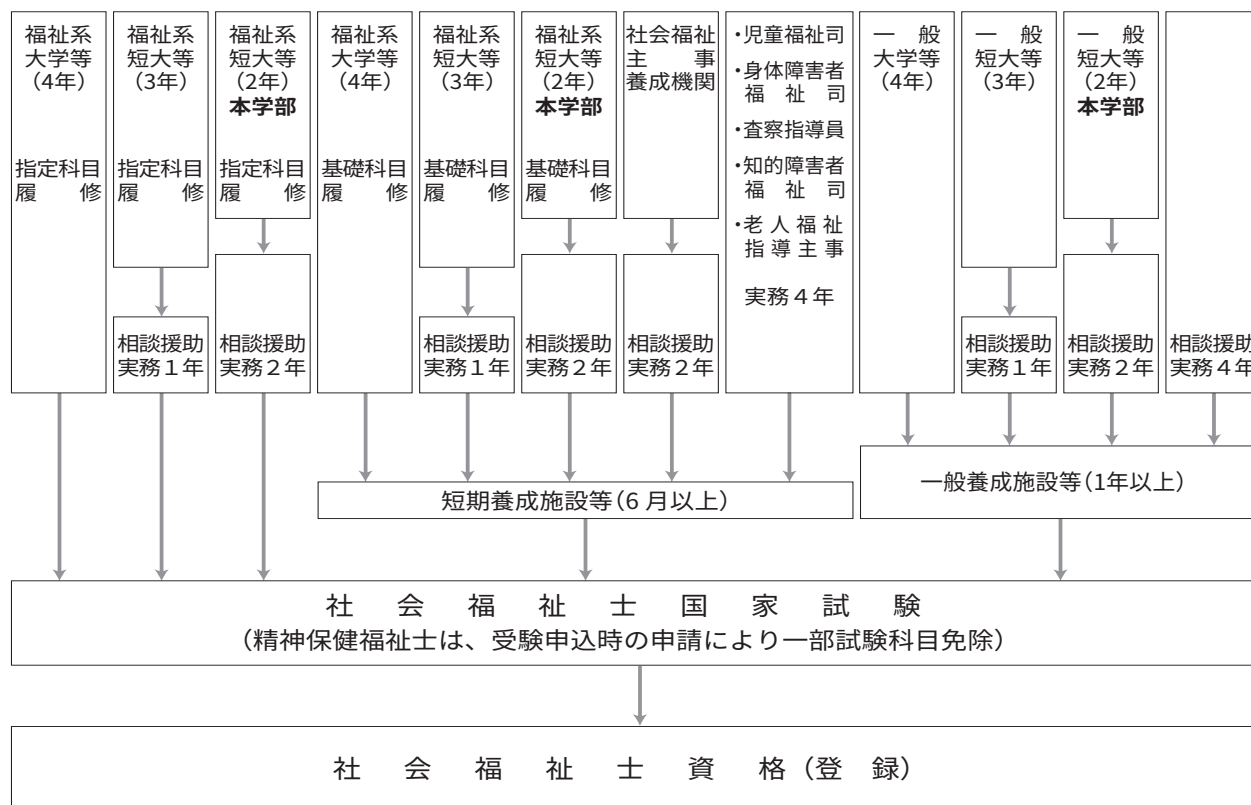 福祉系
大学等
(4年)
指定科目
履修
福祉系
短大等
(3年)
指定科目
履修
相談援助
実務1年
福祉系
短大等
(2年)
本学部
指定科目
履修
相談援助
実務2年
福祉系
大学等
(4年)
基礎科目
履修
福祉系
短大等
(3年)
基礎科目
履修
相談援助
実務1年
福祉系
短大等
(2年)
本学部
基礎科目
履修
相談援助
実務2年
社会福祉
主事
養成機関
相談援助
実務2年
・児童福祉司
・身体障害者
福祉司
・査察指導員
・知的障害者
福祉司
・老人福祉
指導主事
実務4年
一般
大学等
(4年)
一般
短大等
(3年)
相談援助
実務1年
一般
短大等
(2年)
本学部
相談援助
実務2年
相談援助
実務4年
短期養成施設等(6月以上)
一般養成施設等(1年以上)
社会福祉士国家試験
(精神保健福祉士は、受験申込時の申請により一部試験科目免除)
社会福祉士資格(登録)